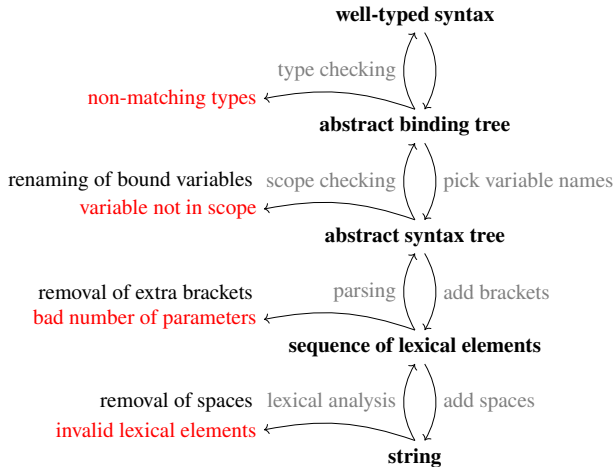 well-typed syntax
type checking
non-matching types
abstract binding tree
renaming of bound variables scope checking pick variable names
variable not in scope
abstract syntax tree
removal of extra brackets parsing add brackets
bad number of parameters
sequence of lexical elements
removal of spaces lexical analysis add spaces
invalid lexical elements
string